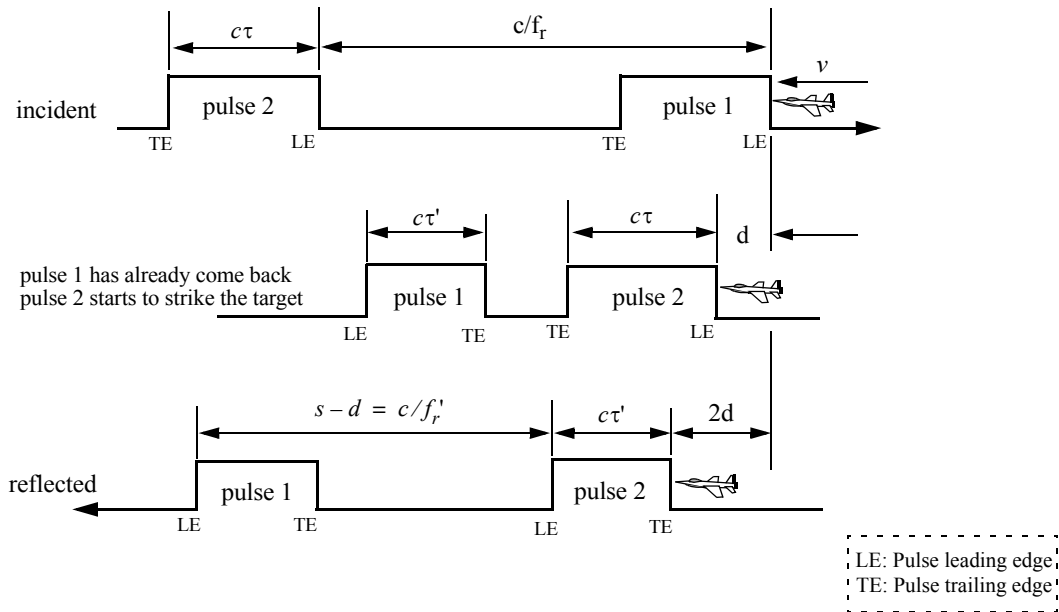 cτ
c/fr
v
incident
pulse 2
pulse 1
TE
LE
TE
LE
cτ'
cτ
d
pulse 1 has already come back
pulse 2 starts to strike the target
pulse 1
pulse 2
LE
TE
TE
LE
s – d = c/fr'
cτ'
2d
reflected
pulse 1
pulse 2
LE
TE
LE
TE
LE: Pulse leading edge
TE: Pulse trailing edge